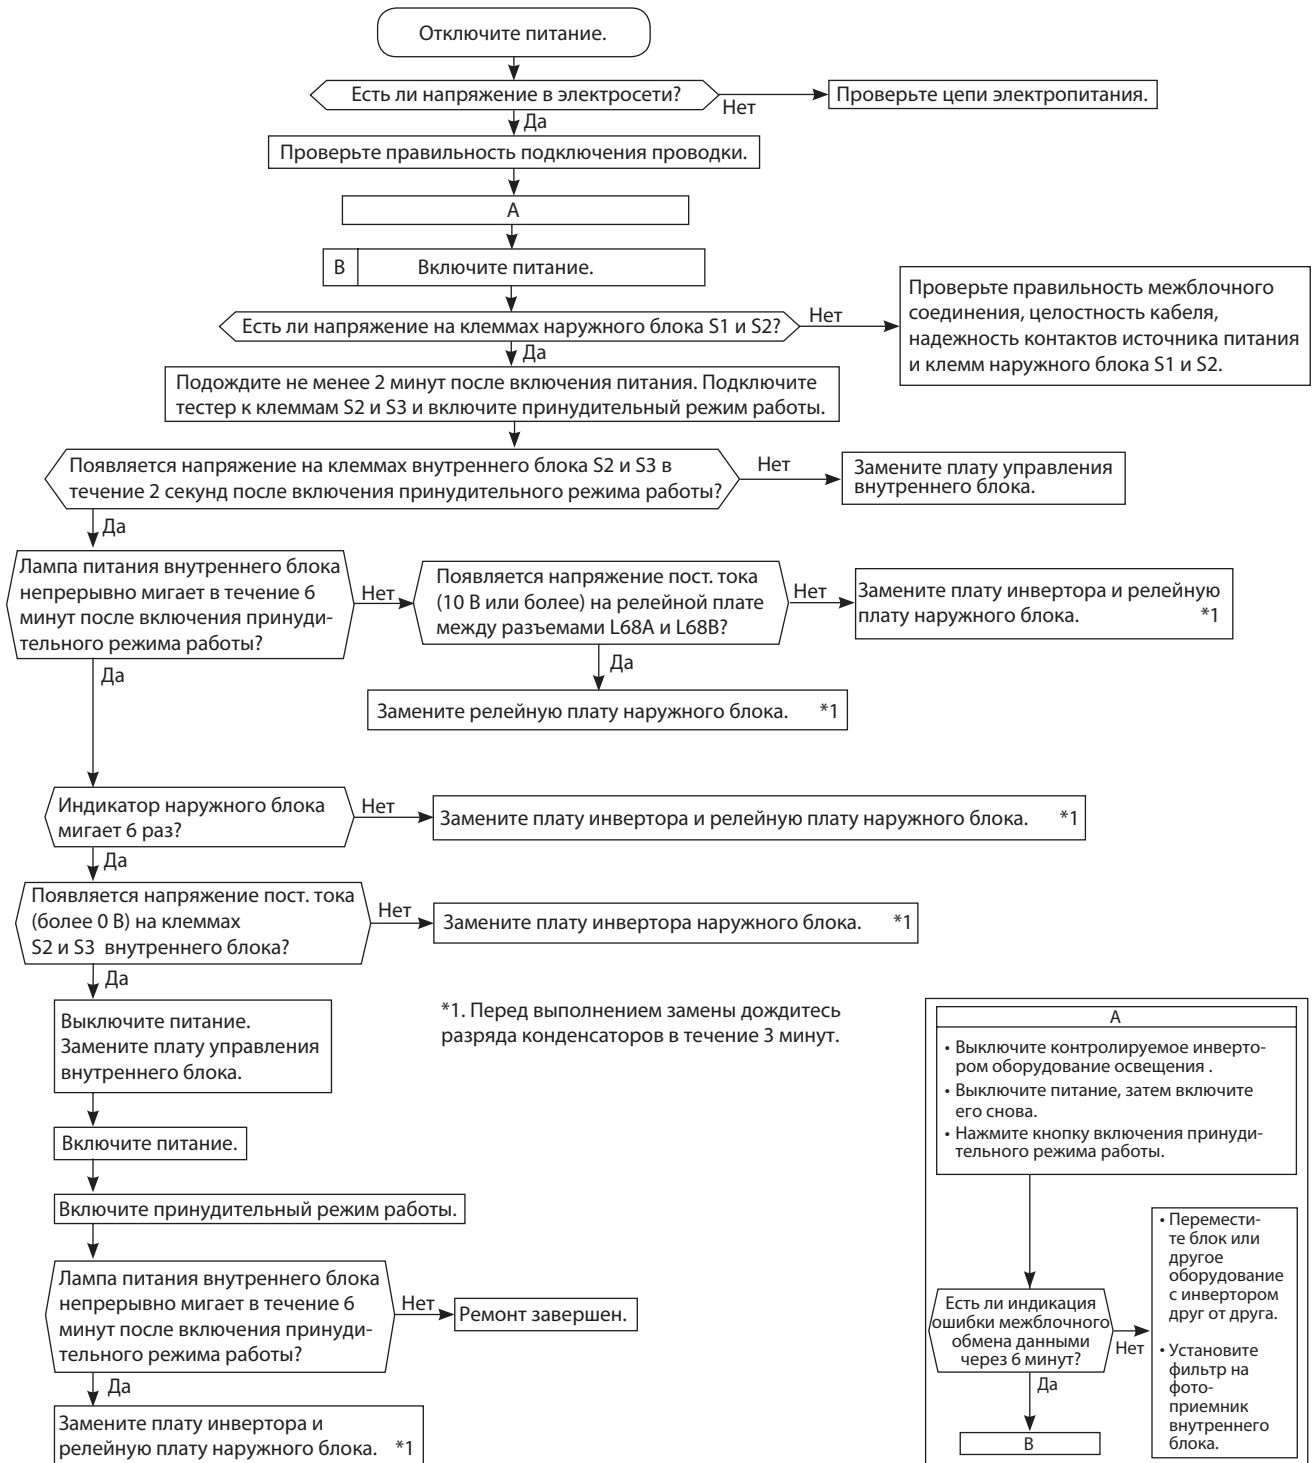 Отключите питание.
Есть ли напряжение в электросети?
Нет
Проверьте цепи электропитания.
Да
Проверьте правильность подключения проводки.
A
B
Включите питание.
Есть ли напряжение на клеммах наружного блока S1 и S2?
Нет
Проверьте правильность межблочного
соединения, целостность кабеля,
надежность контактов источника питания
и клемм наружного блока S1 и S2.
Да
Подождите не менее 2 минут после включения питания. Подключите
тестер к клеммам S2 и S3 и включите принудительный режим работы.
Появляется напряжение на клеммах внутреннего блока S2 и S3 в
течение 2 секунд после включения принудительного режима работы?
Нет
Замените плату управления
внутреннего блока.
Да
Лампа питания внутреннего блока
непрерывно мигает в течение 6
минут после включения принуди-
тельного режима работы?
Нет
Появляется напряжение пост. тока
(10 В или более) на релейной плате
между разъемами L68A и L68B?
Нет
Замените плату инвертора и релейную
плату наружного блока. *1
Да
Замените релейную плату наружного блока. *1
Да
Индикатор наружного блока
мигает 6 раз?
Нет
Замените плату инвертора и релейную плату наружного блока. *1
Да
Появляется напряжение пост. тока
(более 0 В) на клеммах
S2 и S3 внутреннего блока?
Нет
Замените плату инвертора наружного блока. *1
Да
Выключите питание.
Замените плату управления
внутреннего блока.
*1. Перед выполнением замены дождитесь
разряда конденсаторов в течение 3 минут.
Включите питание.
Включите принудительный режим работы.
Лампа питания внутреннего блока
непрерывно мигает в течение 6
минут после включения принуди-
тельного режима работы?
Нет
Ремонт завершен.
Да
Замените плату инвертора и
релейную плату наружного блока. *1
A
• Выключите контролируемое инверто-
ром оборудование освещения .
• Выключите питание, затем включите
его снова.
• Нажмите кнопку включения принуди-
тельного режима работы.
Есть ли индикация
ошибки межблочного
обмена данными
через 6 минут?
Нет
• Перемести-
те блок или
другое
оборудование
с инвертором
друг от друга.
• Установите
фильтр на
фото-
приемник
внутреннего
блока.
Да
B